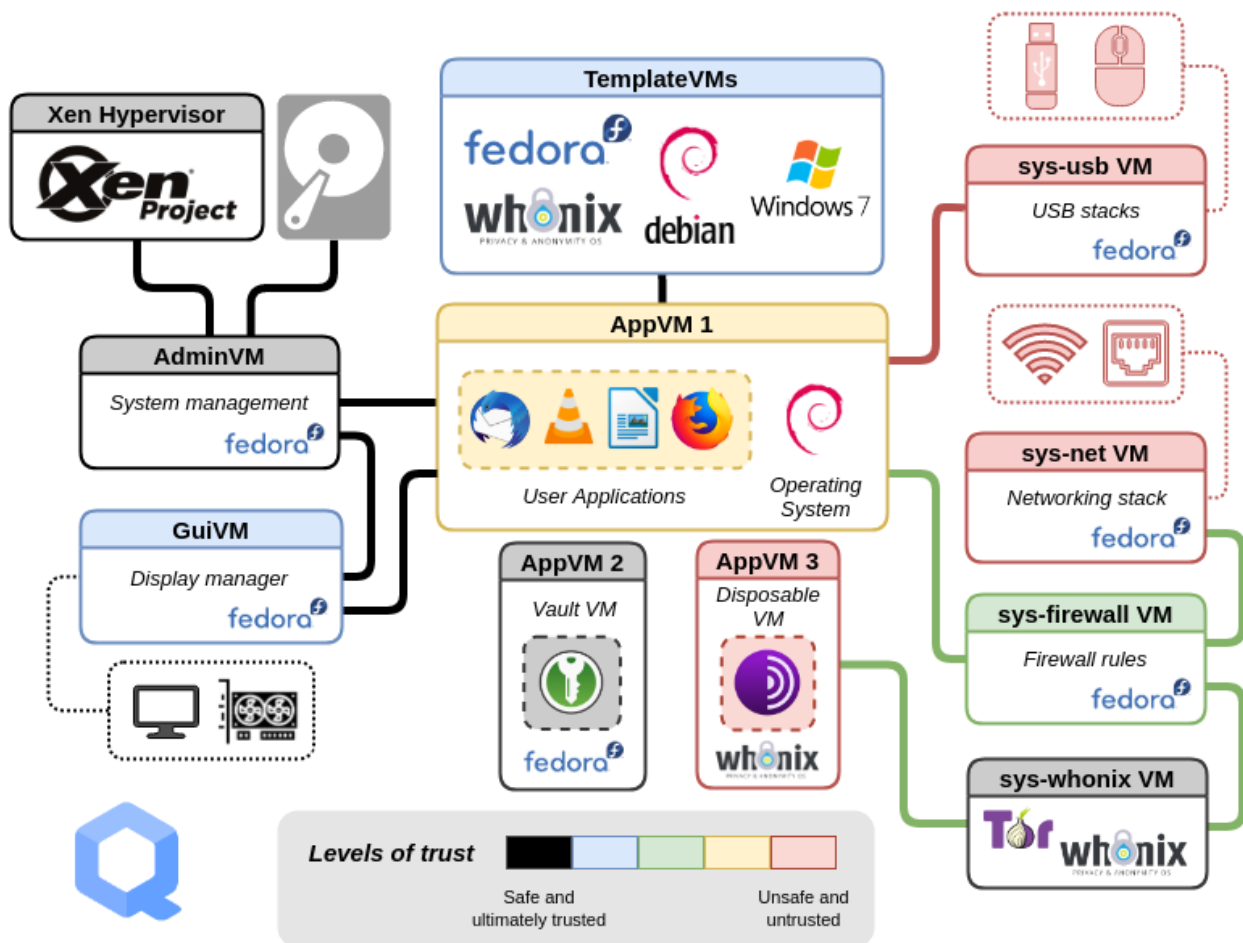 Xen Hypervisor
Xen
Project
TemplateVMs
fedora
whonix
PRIVACY & ANONYMITY OS
debian
Windows 7
sys-usb VM
USB stacks
fedora
AdminVM
System management
fedora
AppVM 1
User Applications
Operating
System
sys-net VM
Networking stack
fedora
GuiVM
Display manager
fedora
AppVM 2
Vault VM
fedora
AppVM 3
Disposable
VM
whonix
PRIVACY & ANONYMITY OS
sys-firewall VM
Firewall rules
fedora
sys-whonix VM
Tor
whonix
PRIVACY & ANONYMITY OS
Levels of trust
Safe and
ultimately trusted
Unsafe and
untrusted